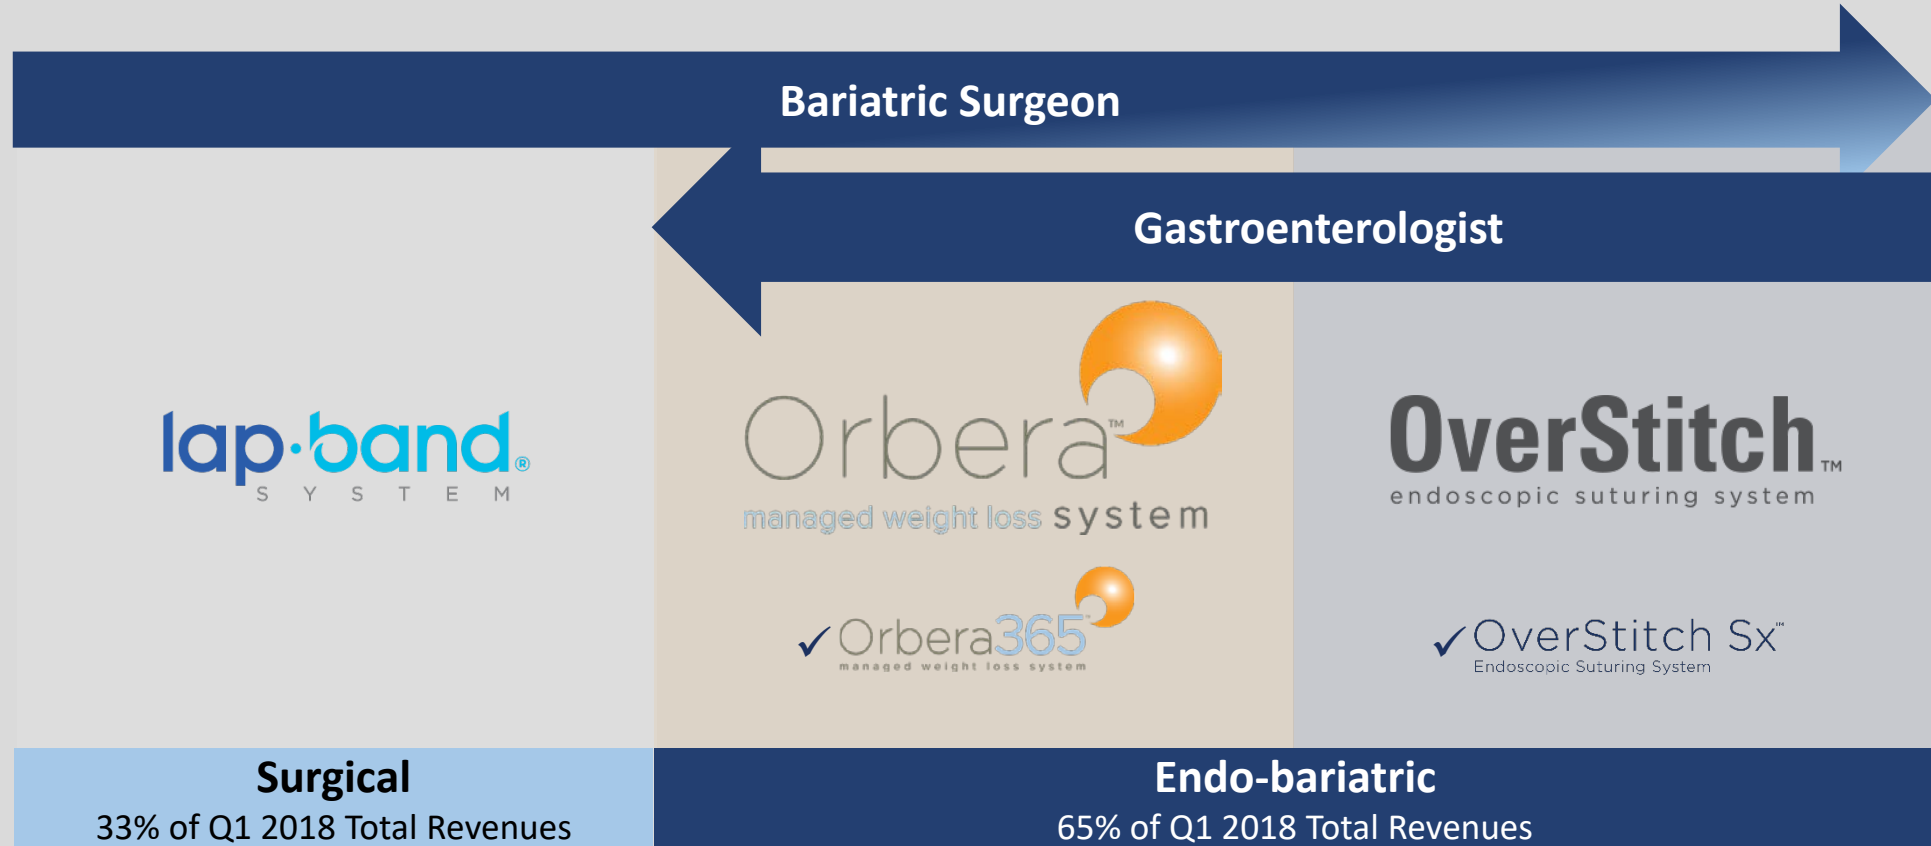 Bariatric Surgeon
Gastroenterologist
lap·band®
SYSTEM
Orbera™
managed weight loss system
✓Orbera365™
managed weight loss system
OverStitch™
endoscopic suturing system
✓OverStitch Sx™
Endoscopic Suturing System
Surgical
33% of Q1 2018 Total Revenues
Endo-bariatric
65% of Q1 2018 Total Revenues